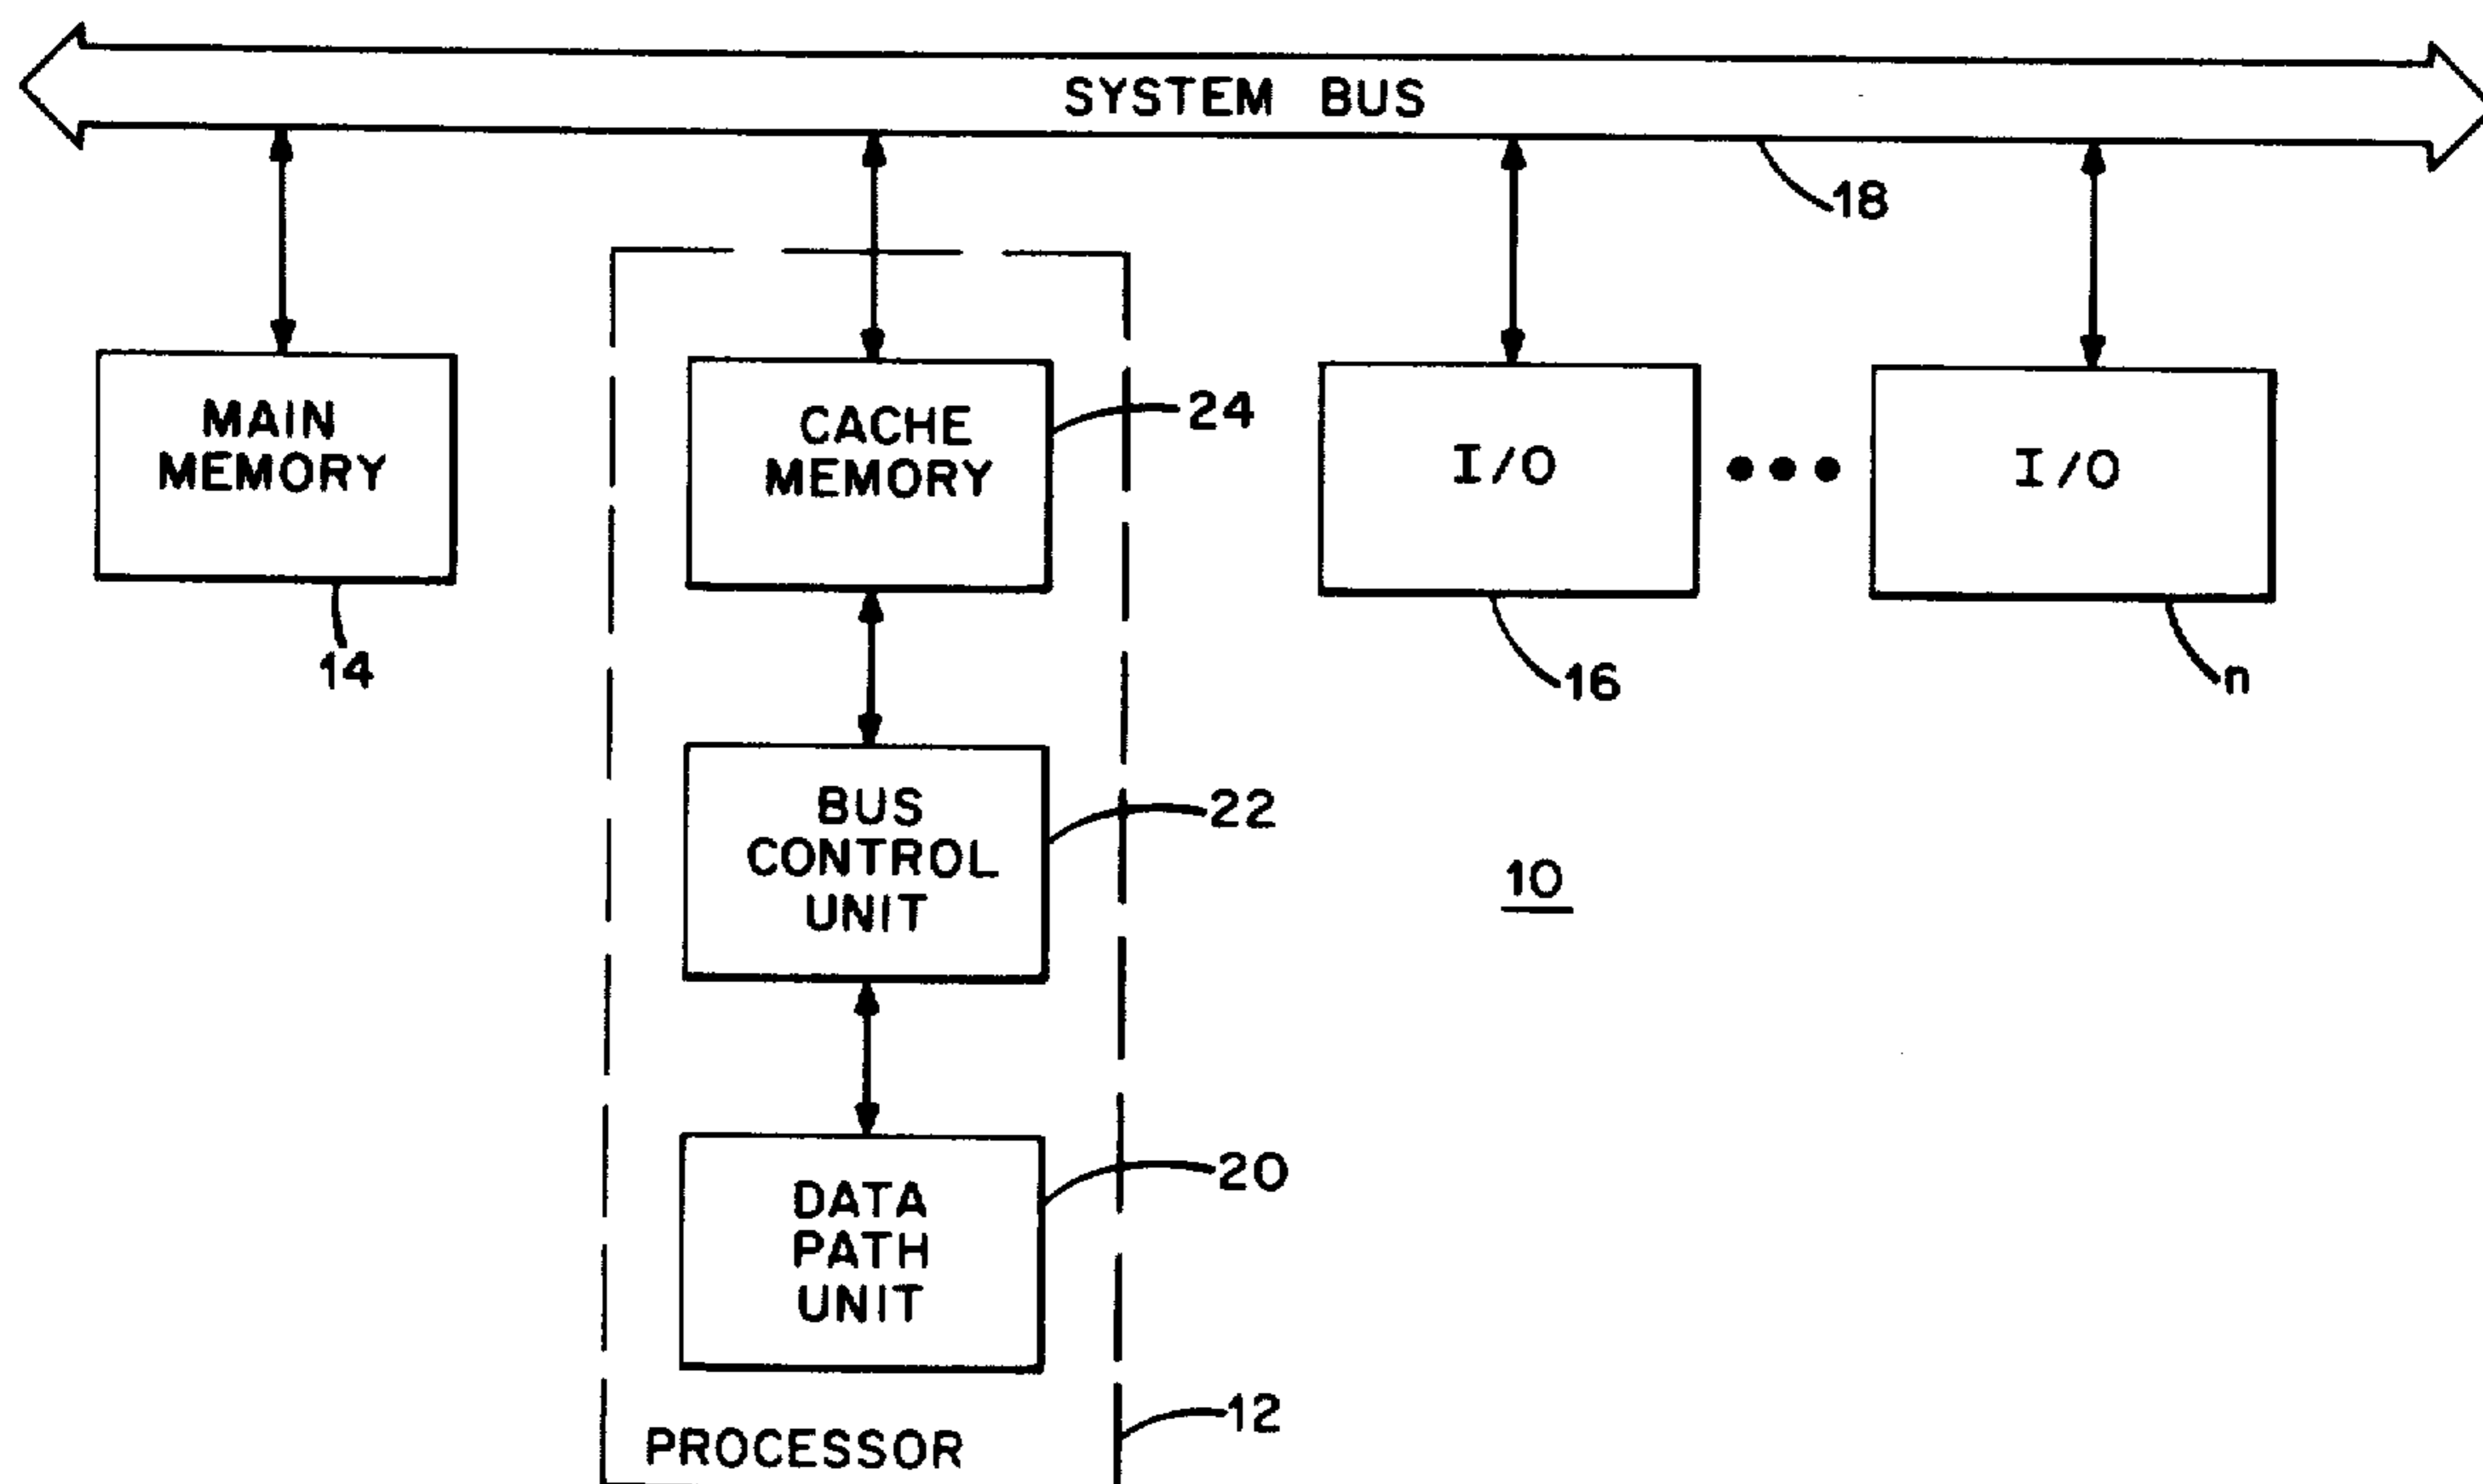 SYSTEM BUS
18
MAIN
MEMORY
14
CACHE
MEMORY
24
I/O
16
I/O
n
BUS
CONTROL
UNIT
22
10
DATA
PATH
UNIT
20
PROCESSOR
12